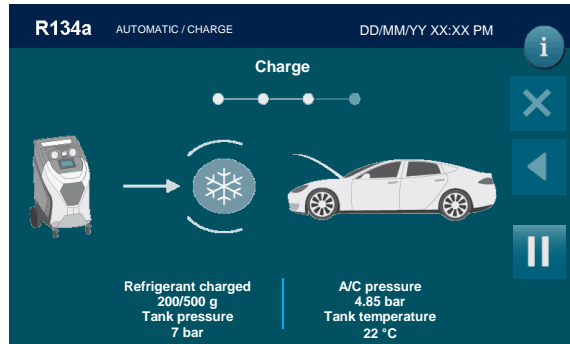 R134a AUTOMATIC / CHARGE DD/MM/YY XX:XX PM
i
Charge
Refrigerant charged
200/500 g
Tank pressure
7 bar
A/C pressure
4.85 bar
Tank temperature
22 °C